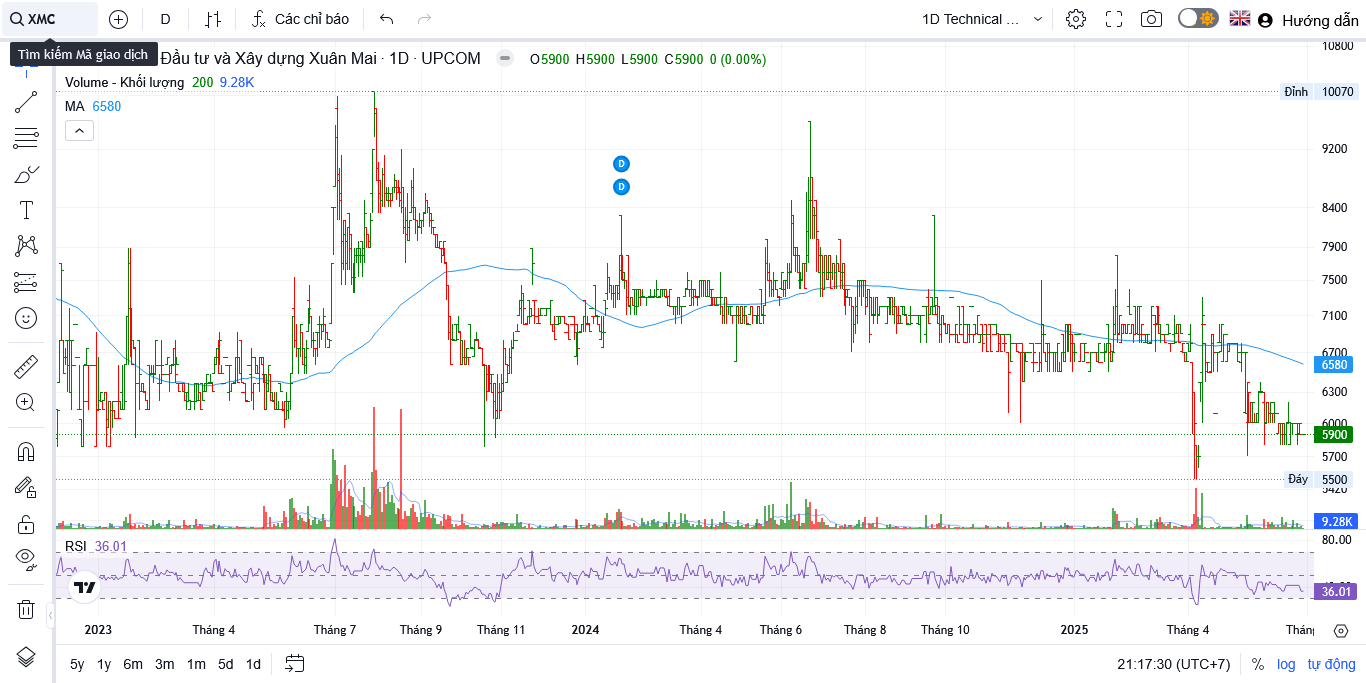 XMC D Các chỉ báo 1D Technical ... Hướng dẫn
Tìm kiếm Mã giao dịch
Đầu tư và Xây dựng Xuân Mai · 1D · UPCOM O5900 H5900 L5900 C5900 0 (0.00%)
Volume - Khối lượng 200 9.28K
MA 6580
D
D
10800
Đỉnh 10070
9200
8400
7900
7500
7100
6700
6580
6300
6000
5900
5700
Đáy 5500
5420
9.28K
RSI 36.01
80.00
36.01
2023 Tháng 4 Tháng 7 Tháng 9 Tháng 11 2024 Tháng 4 Tháng 6 Tháng 8 Tháng 10 2025 Tháng 4
5y 1y 6m 3m 1m 5d 1d 21:17:30 (UTC+7) % log tự động